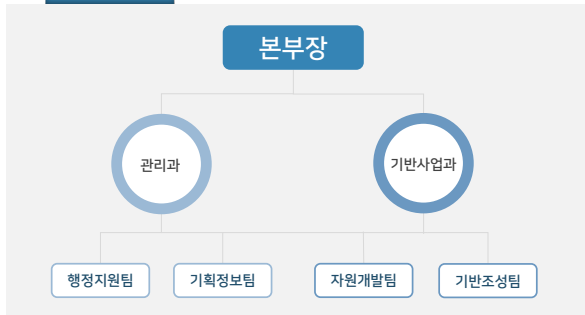 본부장
관리과
기반사업과
행정지원팀
기획정보팀
자원개발팀
기반조성팀